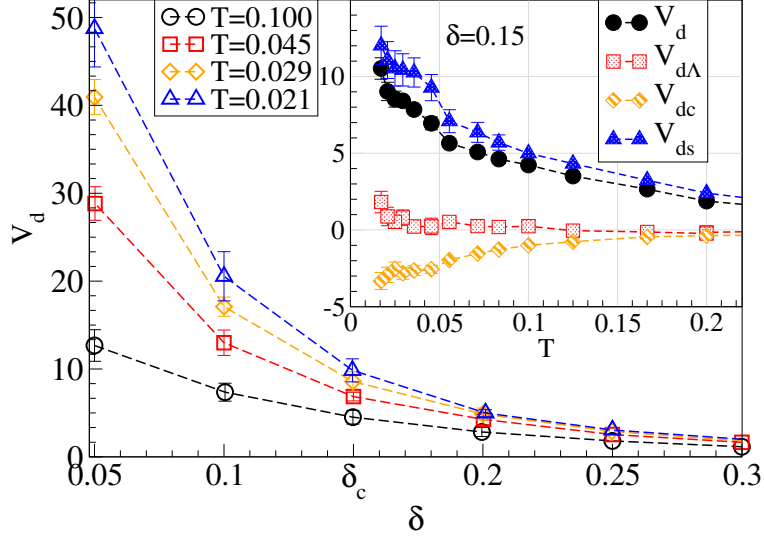 T=0.100
T=0.045
T=0.029
T=0.021
δ=0.15
V_d
V_dΛ
V_dc
V_ds
10
5
0
-5
0 0.05 0.1 0.15 0.2
T
V_d
50
40
30
20
10
0
0.05 0.1 δ_c 0.2 0.25 0.3
δ